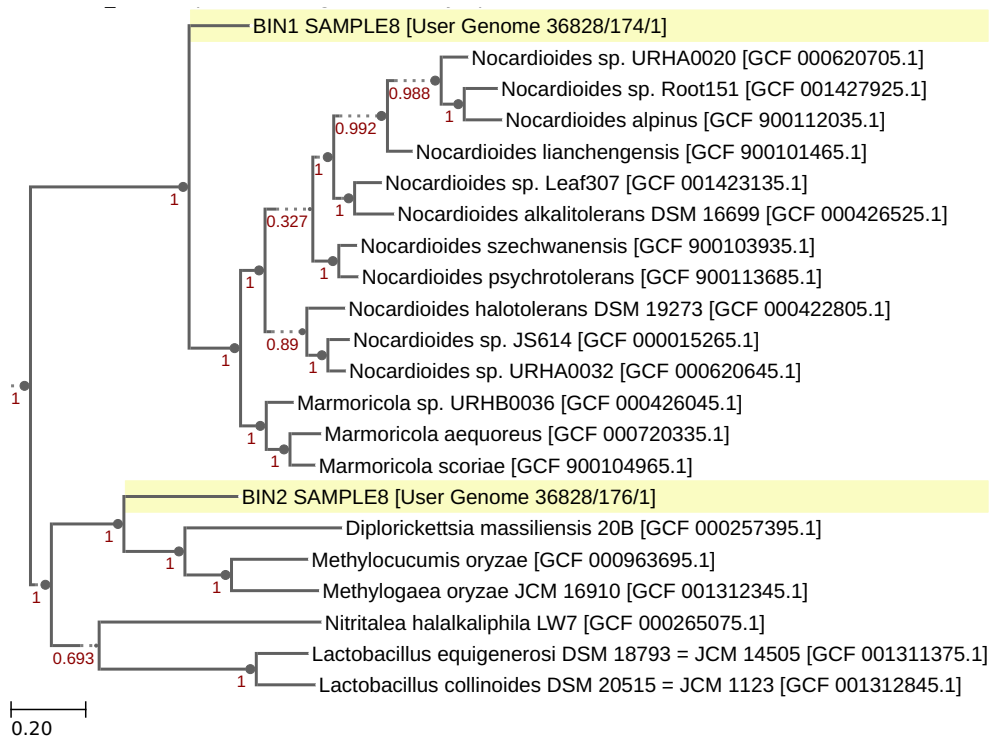 BIN1 SAMPLE8 [User Genome 36828/174/1]
Nocardioides sp. URHA0020 [GCF 000620705.1]
0.988
Nocardioides sp. Root151 [GCF 001427925.1]
1
Nocardioides alpinus [GCF 900112035.1]
0.992
Nocardioides lianchengensis [GCF 900101465.1]
1
Nocardioides sp. Leaf307 [GCF 001423135.1]
1
1
Nocardioides alkalitolerans DSM 16699 [GCF 000426525.1]
0.327
Nocardioides szechwanensis [GCF 900103935.1]
1
Nocardioides psychrotolerans [GCF 900113685.1]
1
Nocardioides halotolerans DSM 19273 [GCF 000422805.1]
Nocardioides sp. JS614 [GCF 000015265.1]
0.89
1
1
Nocardioides sp. URHA0032 [GCF 000620645.1]
1
Marmoricola sp. URHB0036 [GCF 000426045.1]
Marmoricola aequoreus [GCF 000720335.1]
1
1
Marmoricola scoriae [GCF 900104965.1]
BIN2 SAMPLE8 [User Genome 36828/176/1]
Diplorickettsia massiliensis 20B [GCF 000257395.1]
1
Methylocucumis oryzae [GCF 000963695.1]
1
1
Methylogaea oryzae JCM 16910 [GCF 001312345.1]
1
Nitritalea halalkaliphila LW7 [GCF 000265075.1]
Lactobacillus equigenerosi DSM 18793 = JCM 14505 [GCF 001311375.1]
0.693
1
Lactobacillus collinoides DSM 20515 = JCM 1123 [GCF 001312845.1]
0.20